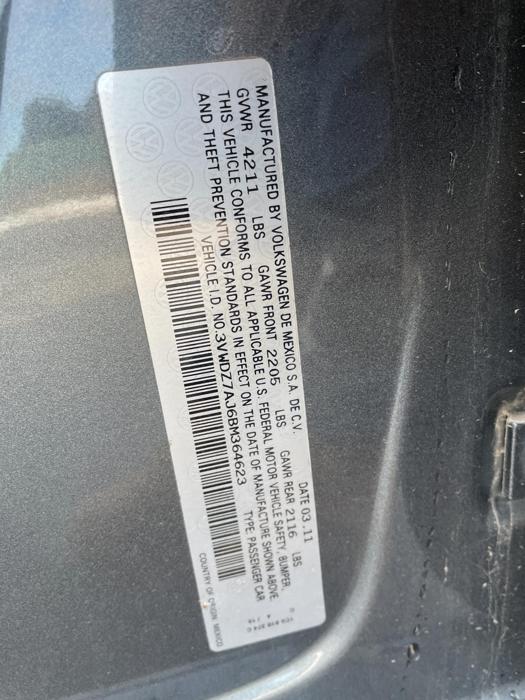 MANUFACTURED BY VOLKSWAGEN DE MEXICO S.A. DE C.V. DATE 03.11
GVWR 4211 LBS GAWR FRONT 2205 LBS GAWR REAR 2116 LBS
THIS VEHICLE CONFORMS TO ALL APPLICABLE U.S. FEDERAL MOTOR VEHICLE SAFETY, BUMPER,
AND THEFT PREVENTION STANDARDS IN EFFECT ON THE DATE OF MANUFACTURE SHOWN ABOVE.
VEHICLE I.D. NO. 3VWDZ7AJ6BM364623 TYPE: PASSENGER CAR
COUNTRY OF ORIGIN: MEXICO